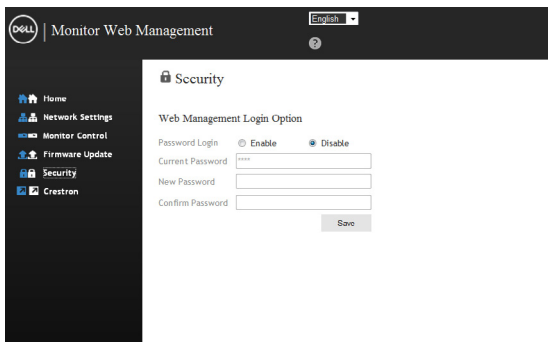 DELL | Monitor Web Management
English
?
Home
Network Settings
Monitor Control
Firmware Update
Security
Crestron
Security
Web Management Login Option
Password Login Enable Disable
Current Password ****
New Password
Confirm Password
Save